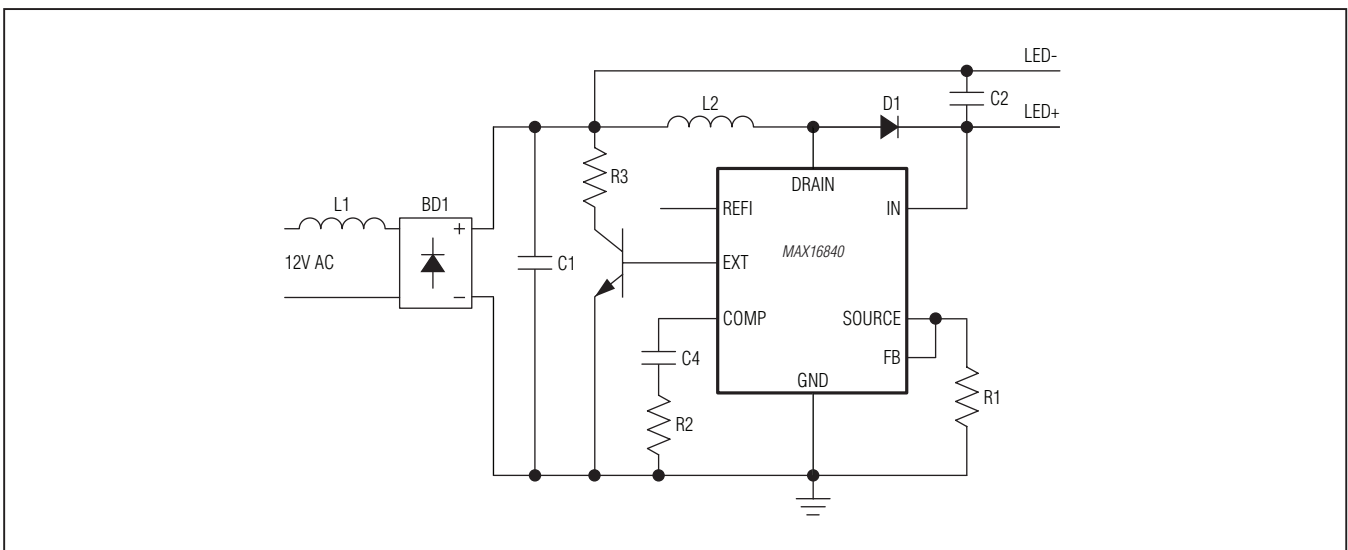 LED-
C2
L2
D1
LED+
R3
DRAIN
L1
BD1
REFI
IN
+
MAX16840
12V AC
C1
EXT
−
COMP
SOURCE
C4
FB
GND
R1
R2